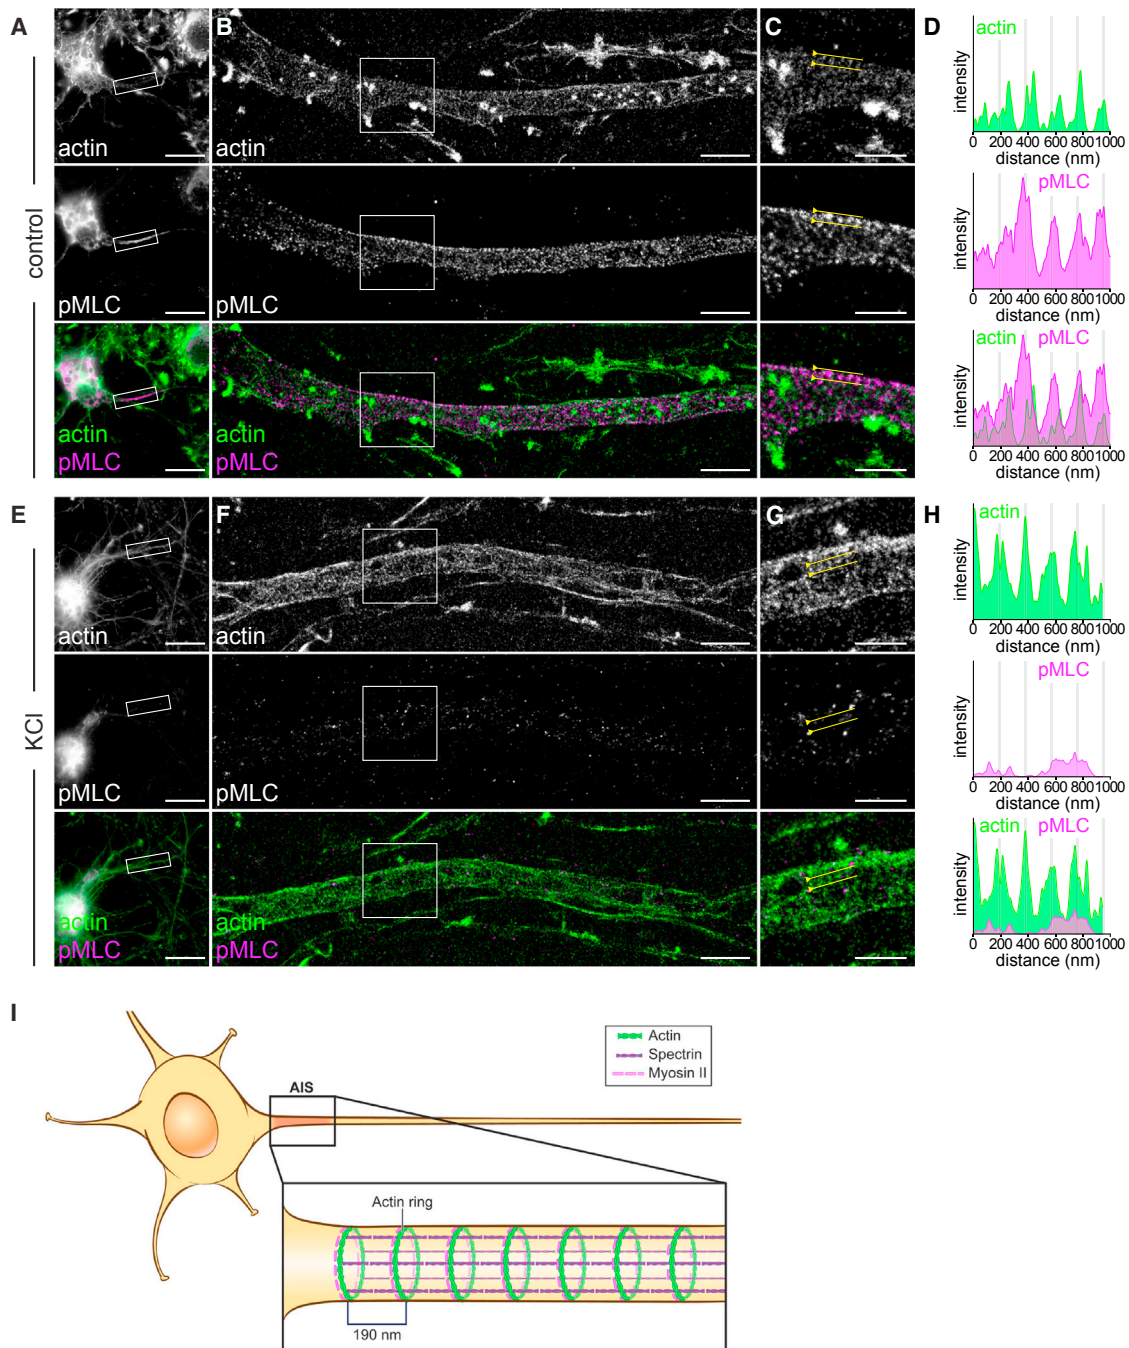 A
B
C
D
control
actin
actin
actin
intensity
0 200 400 600 800 1000
distance (nm)
pMLC
pMLC
pMLC
intensity
0 200 400 600 800 1000
distance (nm)
actin
pMLC
actin
pMLC
actin pMLC
intensity
0 200 400 600 800 1000
distance (nm)
E
F
G
H
KCl
actin
actin
actin
intensity
0 200 400 600 800 1000
distance (nm)
pMLC
pMLC
pMLC
intensity
0 200 400 600 800 1000
distance (nm)
actin
pMLC
actin
pMLC
actin pMLC
intensity
0 200 400 600 800 1000
distance (nm)
I
Actin
Spectrin
Myosin II
AIS
Actin ring
190 nm